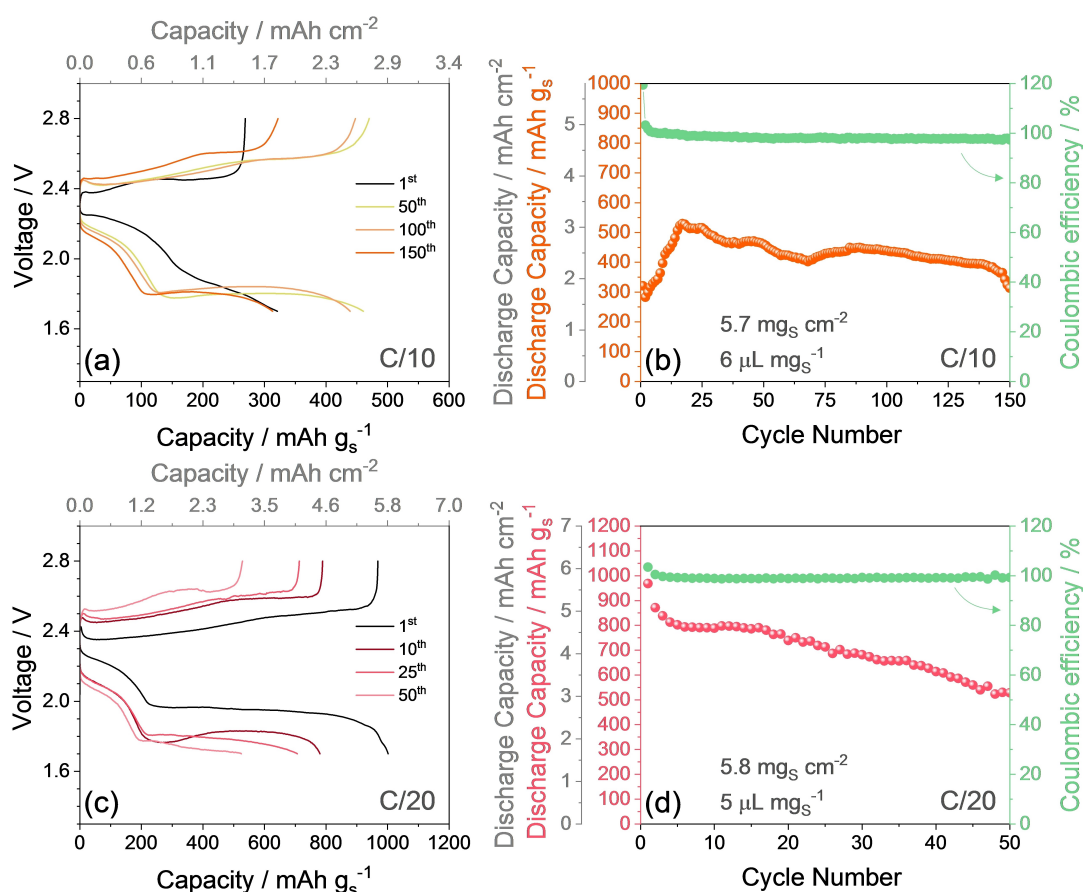 Capacity / mAh cm-2
0.0 0.6 1.1 1.7 2.3 2.9 3.4
Voltage / V
2.8
2.4
2.0
1.6
1st
50th
100th
150th
(a)
C/10
0 100 200 300 400 500 600
Capacity / mAh gs-1
Discharge Capacity / mAh cm-2
Discharge Capacity / mAh gs-1
5
4
3
2
1
0
1000
900
800
700
600
500
400
300
200
100
0
120
100
80
60
40
20
0
Coulombic efficiency / %
5.7 mgS cm-2
6 μL mgS-1
(b)
C/10
0 25 50 75 100 125 150
Cycle Number
Capacity / mAh cm-2
0.0 1.2 2.3 3.5 4.6 5.8 7.0
Voltage / V
2.8
2.4
2.0
1.6
1st
10th
25th
50th
(c)
C/20
0 200 400 600 800 1000 1200
Capacity / mAh gs-1
Discharge Capacity / mAh cm-2
Discharge Capacity / mAh gs-1
7
6
5
4
3
2
1
0
1200
1100
1000
900
800
700
600
500
400
300
200
100
0
120
100
80
60
40
20
0
Coulombic efficiency / %
5.8 mgS cm-2
5 μL mgS-1
(d)
C/20
0 10 20 30 40 50
Cycle Number